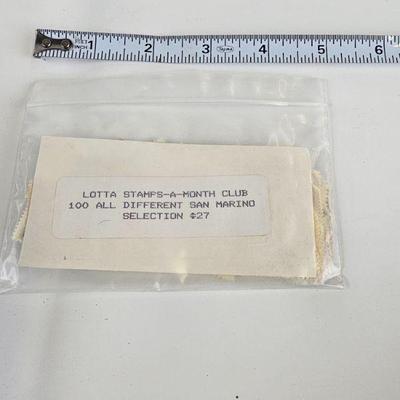 1 2 3 4 5 6
LOTTA STAMPS-A-MONTH CLUB
100 ALL DIFFERENT SAN MARINO
SELECTION ¢27